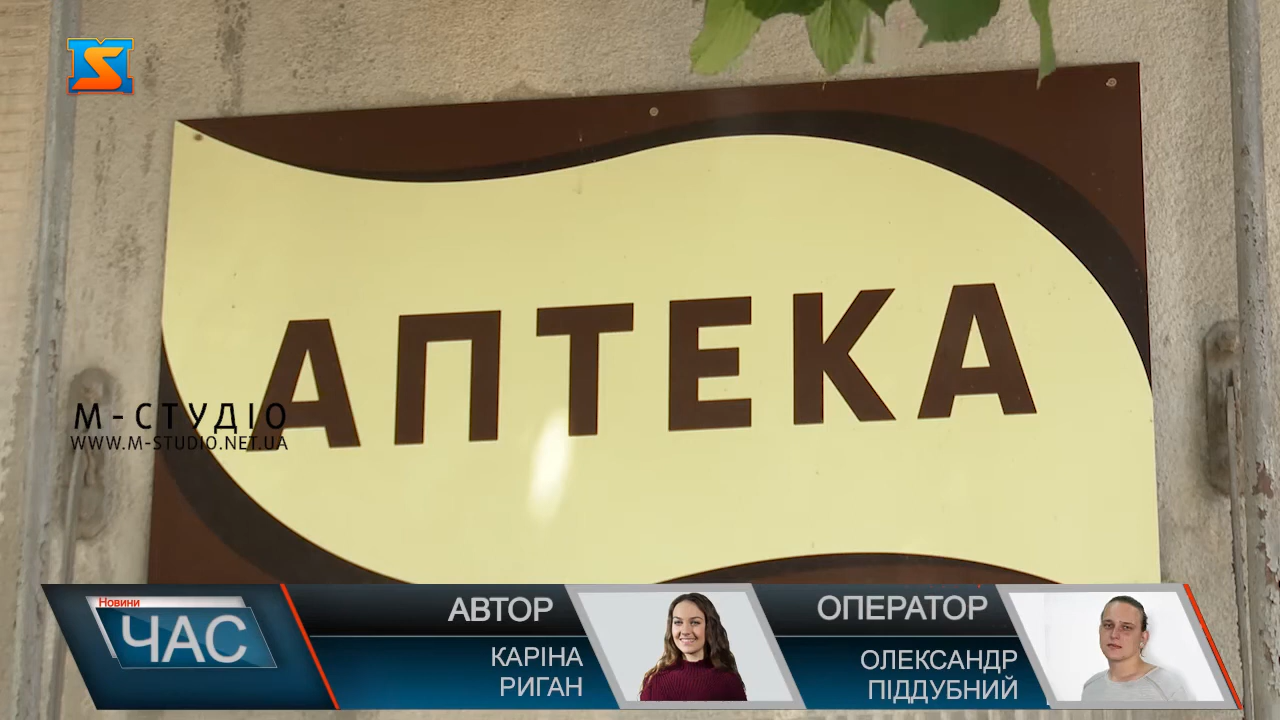 АПТЕКА
М-СТУДІО
WWW.M-STUDIO.NET.UA
Новини
ЧАС
АВТОР
КАРІНА
РИГАН
ОПЕРАТОР
ОЛЕКСАНДР
ПІДДУБНИЙ